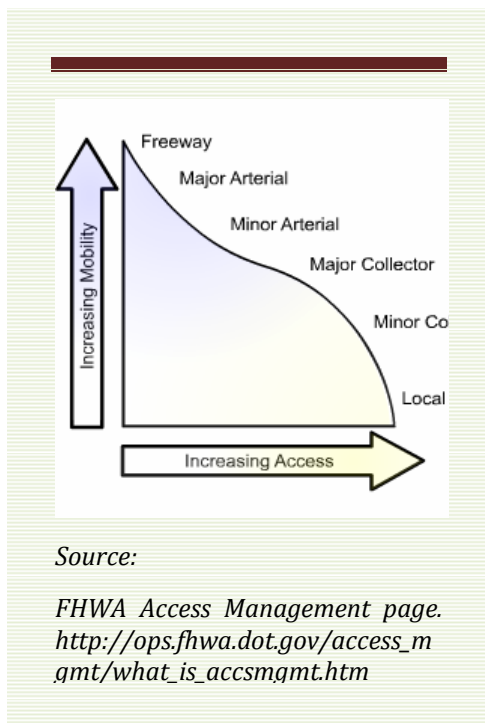 Freeway
Major Arterial
Minor Arterial
Major Collector
Minor Co
Local
Increasing Mobility
Increasing Access
Source:
FHWA Access Management page.
http://ops.fhwa.dot.gov/access_m
gmt/what_is_accsmgmt.htm